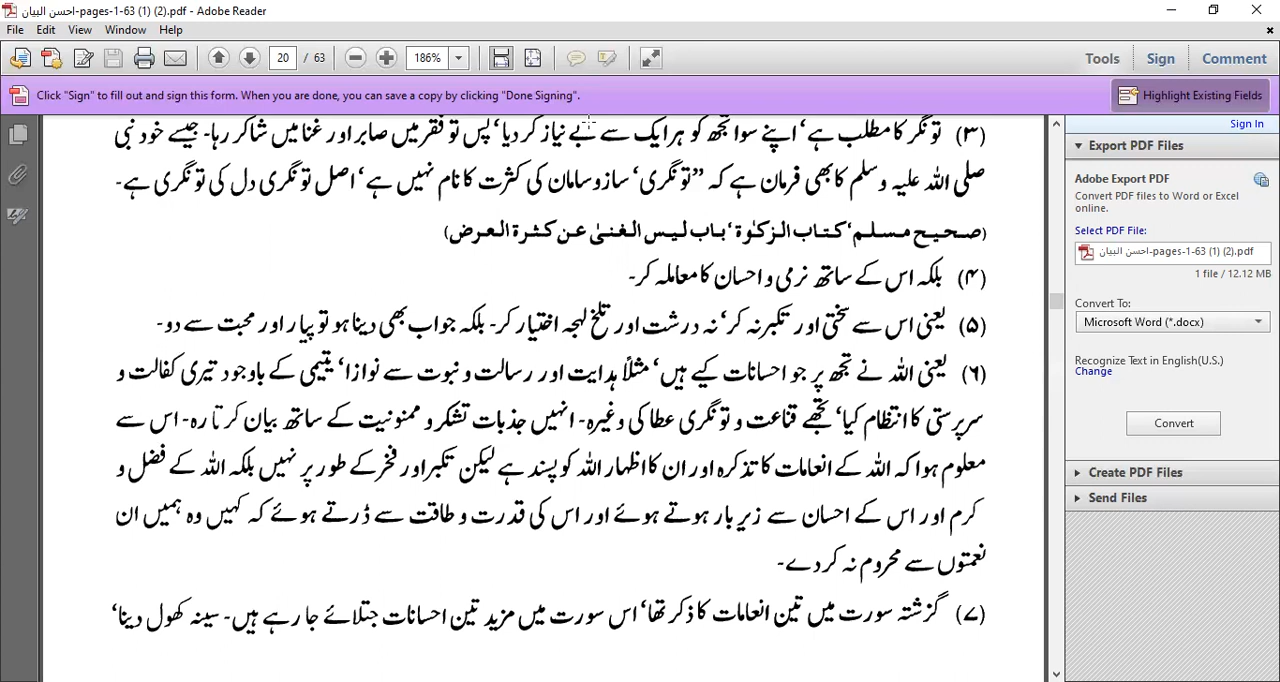 احسن البيان-pages-1-63 (1) (2).pdf - Adobe Reader
File Edit View Window Help
20 / 63 186% Tools Sign Comment
Click "Sign" to fill out and sign this form. When you are done, you can save a copy by clicking "Done Signing".
Highlight Existing Fields
(۳) تونگر کا مطلب ہے‘ اپنے سوا تجھ کو ہر ایک سے بے نیاز کر دیا‘ پس تو فقر میں صابر اور غنا میں شاکر رہا۔ جیسے خود نبی
صلی اللہ علیہ وسلم کا بھی فرمان ہے کہ ”تونگری‘ ساز و سامان کی کثرت کا نام نہیں ہے‘ اصل تونگری دل کی تونگری ہے۔
(صحیح مسلم‘ کتاب الزکوٰۃ‘ باب لیس الغنیٰ عن کثرۃ العرض)
(۴) بلکہ اس کے ساتھ نرمی و احسان کا معاملہ کر۔
(۵) یعنی اس سے سختی اور تکبر نہ کر‘ نہ درشت اور تلخ لہجہ اختیار کر۔ بلکہ جواب بھی دینا ہو تو پیار اور محبت سے دو۔
(۶) یعنی اللہ نے تجھ پر جو احسانات کیے ہیں‘ مثلاً ہدایت اور رسالت و نبوت سے نوازا‘ یتیمی کے باوجود تیری کفالت و
سرپرستی کا انتظام کیا‘ تجھے قناعت و تونگری عطا کی وغیرہ۔ انہیں جذبات تشکر و ممنونیت کے ساتھ بیان کرتا رہ۔ اس سے
معلوم ہوا کہ اللہ کے انعامات کا تذکرہ اور ان کا اظہار اللہ کو پسند ہے لیکن تکبر اور فخر کے طور پر نہیں بلکہ اللہ کے فضل و
کرم اور اس کے احسان سے زیر بار ہوتے ہوئے اور اس کی قدرت و طاقت سے ڈرتے ہوئے کہ کہیں وہ ہمیں ان
نعمتوں سے محروم نہ کر دے۔
(۷) گزشتہ سورت میں تین انعامات کا ذکر تھا‘ اس سورت میں مزید تین احسانات جتلائے جا رہے ہیں۔ سینہ کھول دینا‘
Sign In
Export PDF Files
Adobe Export PDF
Convert PDF files to Word or Excel
online.
Select PDF File:
احسن البيان-pages-1-63 (1) (2).pdf
1 file / 12.12 MB
Convert To:
Microsoft Word (*.docx)
Recognize Text in English(U.S.)
Change
Convert
Create PDF Files
Send Files